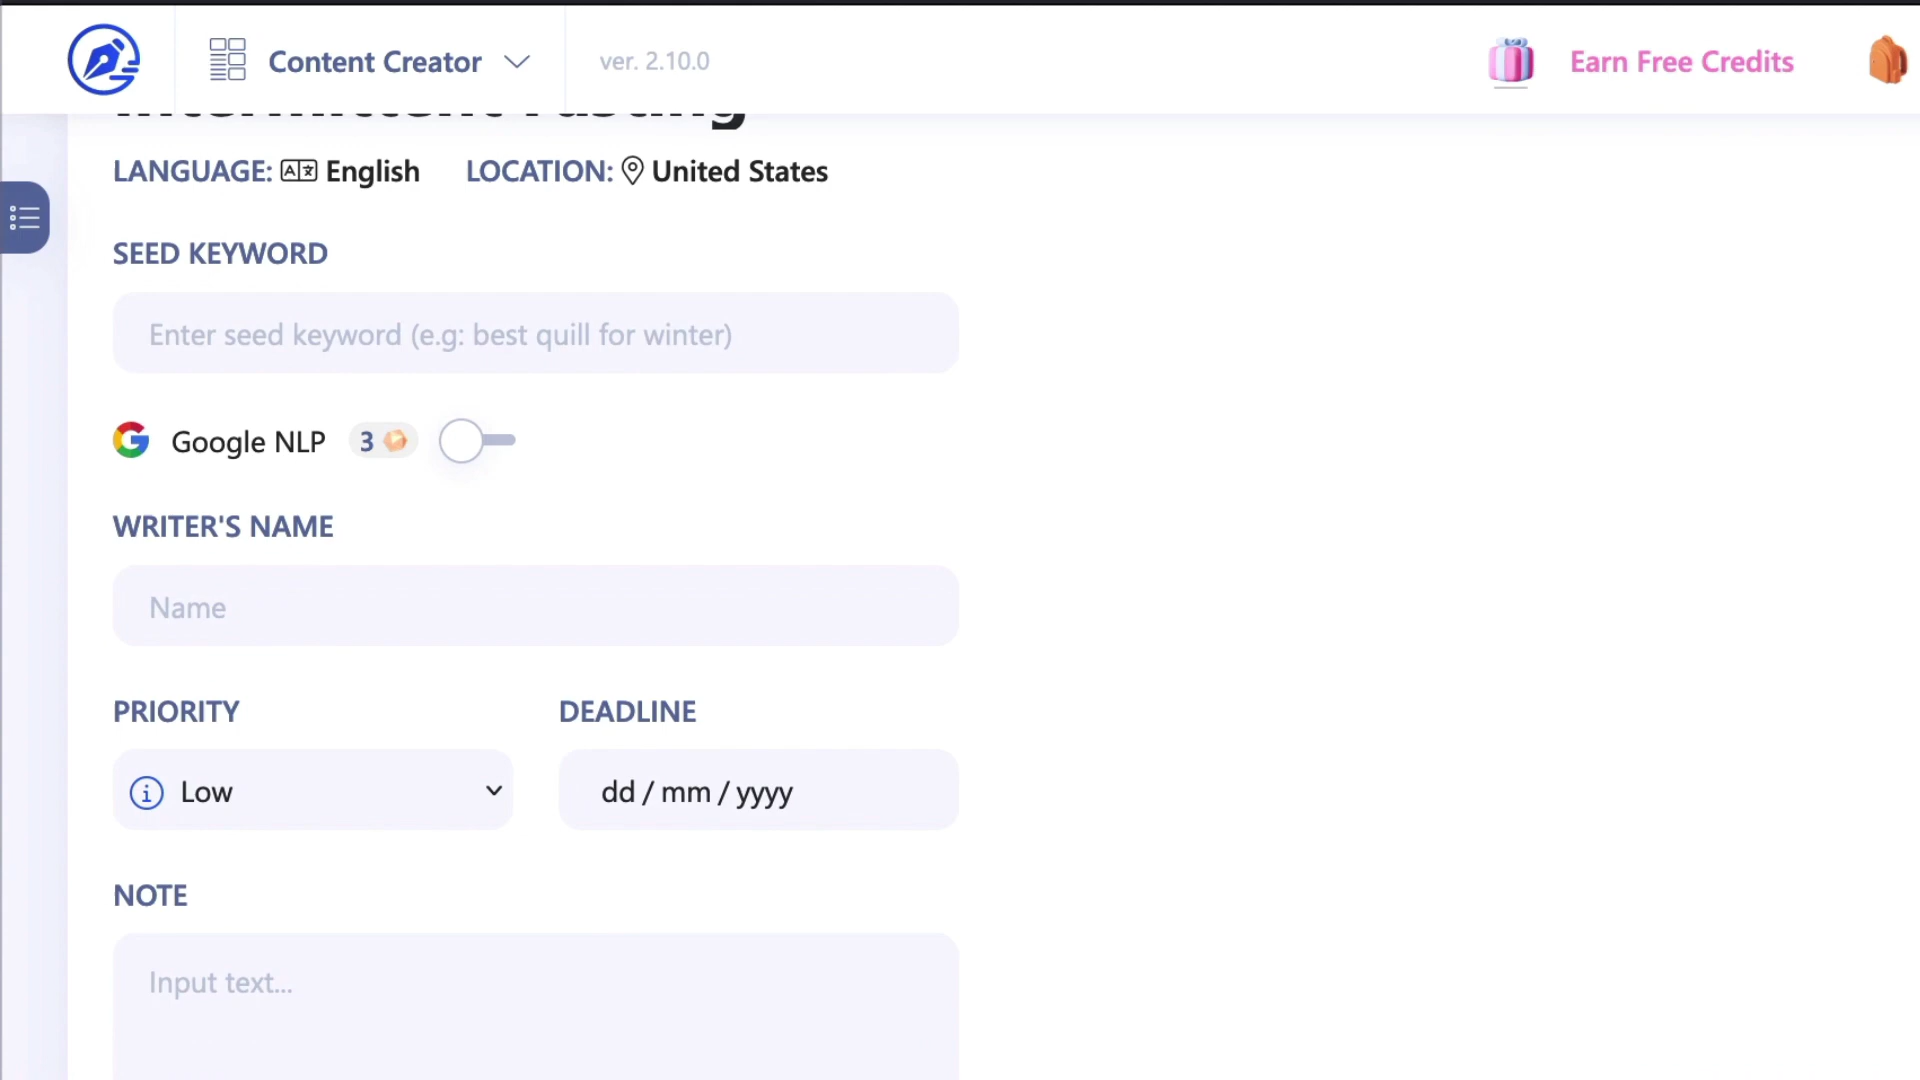 Content Creator
ver. 2.10.0
Earn Free Credits
Intermittent Fasting
LANGUAGE: English
LOCATION: United States
SEED KEYWORD
Enter seed keyword (e.g: best quill for winter)
Google NLP 3
WRITER'S NAME
Name
PRIORITY
DEADLINE
Low
dd / mm / yyyy
NOTE
Input text...